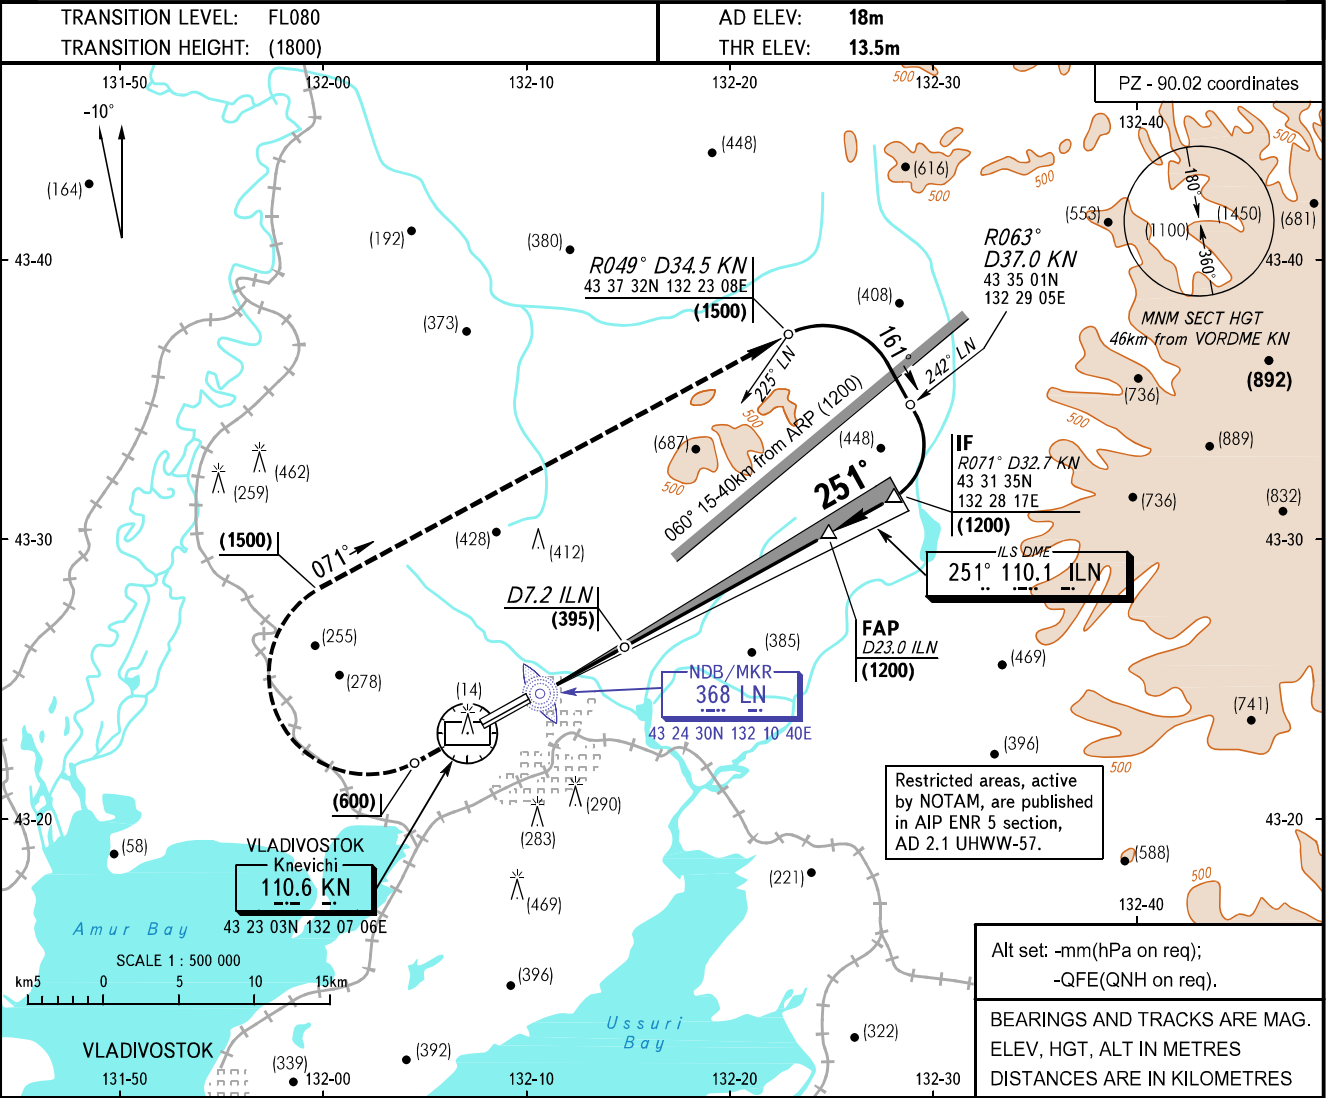 TRANSITION LEVEL: FL080
TRANSITION HEIGHT: (1800)
AD ELEV: 18m
THR ELEV: 13.5m
131-50
132-00
132-10
132-20
132-30
PZ - 90.02 coordinates
132-40
500
500
-10°
(164)
(448)
(616)
500
500
180°
(1450)
(1100)
360°
(553)
(681)
(192)
(380)
43-40
43-40
R049° D34.5 KN
43 37 32N 132 23 08E
(1500)
R063°
D37.0 KN
43 35 01N
132 29 05E
(408)
(373)
MNM SECT HGT
46km from VORDME KN
161°
242° LN
225° LN
(892)
(736)
500
500
060° 15-40km from ARP (1200)
(687)
500
(448)
(889)
251°
IF
R071° D32.7 KN
43 31 35N
132 28 17E
(1200)
(462)
(259)
(736)
(832)
(1500)
071°
(428)
(412)
43-30
43-30
ILS DME
251° 110.1 ILN
D7.2 ILN
(395)
FAP
D23.0 ILN
(1200)
(255)
(278)
(385)
(469)
(14)
NDB/MKR
368 LN
43 24 30N 132 10 40E
(741)
(396)
500
(600)
(290)
(283)
Restricted areas, active
by NOTAM, are published
in AIP ENR 5 section,
AD 2.1 UHWW-57.
43-20
43-20
(58)
VLADIVOSTOK
Knevichi
110.6 KN
43 23 03N 132 07 06E
(588)
(221)
500
(469)
132-40
Amur Bay
SCALE 1 : 500 000
km5 0 5 10 15km
(396)
Alt set: -mm(hPa on req);
-QFE(QNH on req).
Ussuri
Bay
(322)
VLADIVOSTOK
(339)
(392)
BEARINGS AND TRACKS ARE MAG.
ELEV, HGT, ALT IN METRES
DISTANCES ARE IN KILOMETRES
131-50
132-00
132-10
132-20
132-30